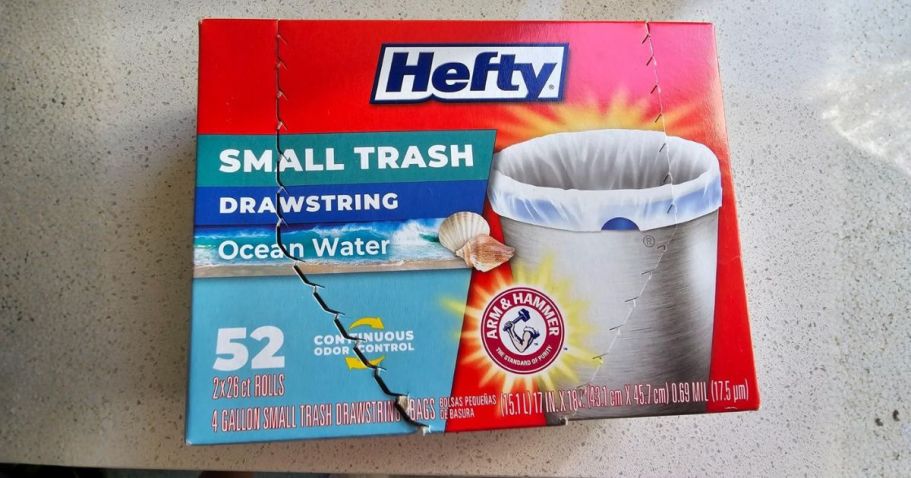 Hefty®
SMALL TRASH
DRAWSTRING
Ocean Water
®
ARM & HAMMER
THE STANDARD OF PURITY
52
2x26 ct ROLLS
CONTINUOUS
ODOR CONTROL
4 GALLON SMALL TRASH DRAWSTRING BAGS BOLSAS PEQUEÑAS DE BASURA (15.1 L) 17 IN. X 18 (43.1 cm X 45.7 cm) 0.69 MIL (17.5 µm)